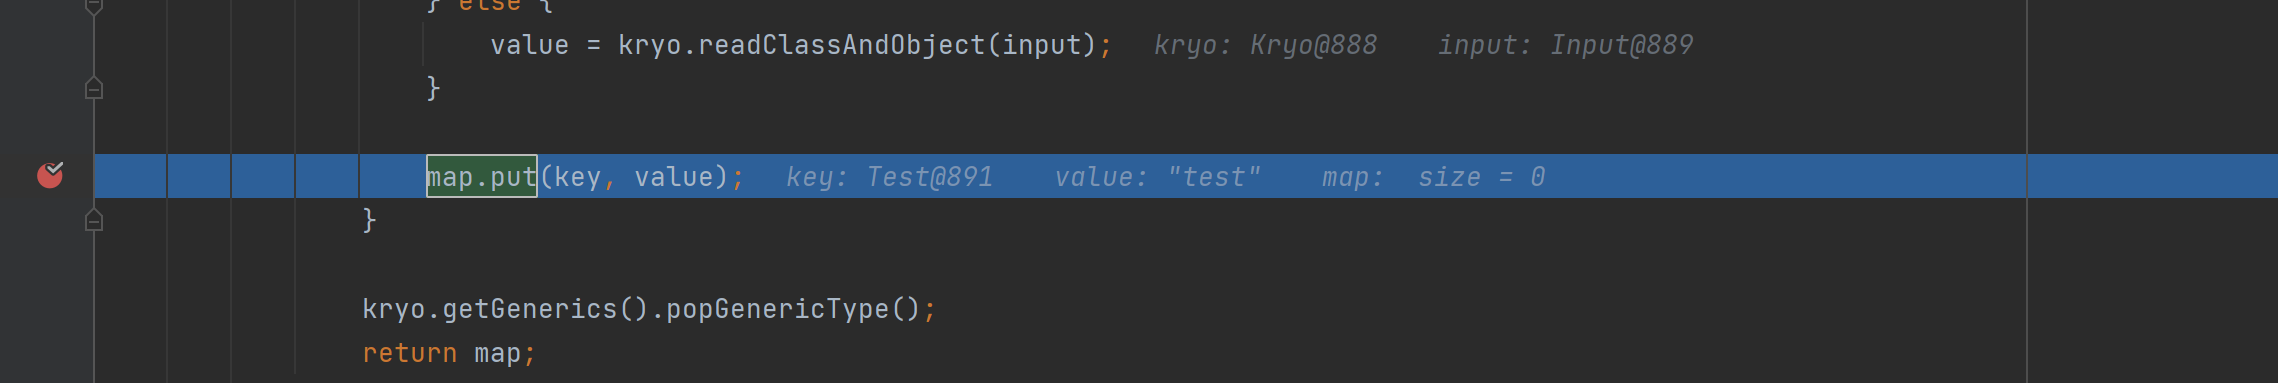 } else {
value = kryo.readClassAndObject(input); kryo: Kryo@888 input: Input@889
}
map.put(key, value); key: Test@891 value: "test" map: size = 0
}
kryo.getGenerics().popGenericType();
return map;